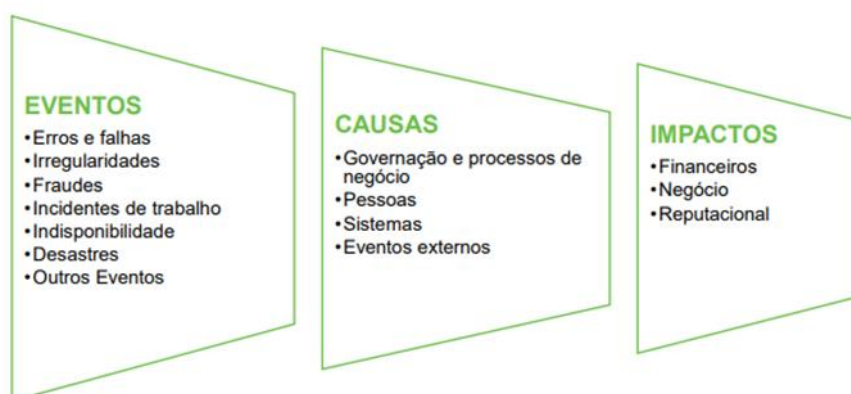 EVENTOS
•Erros e falhas
•Irregularidades
•Fraudes
•Incidentes de trabalho
•Indisponibilidade
•Desastres
•Outros Eventos
CAUSAS
•Governação e processos de
negócio
•Pessoas
•Sistemas
•Eventos externos
IMPACTOS
•Financeiros
•Negócio
•Reputacional